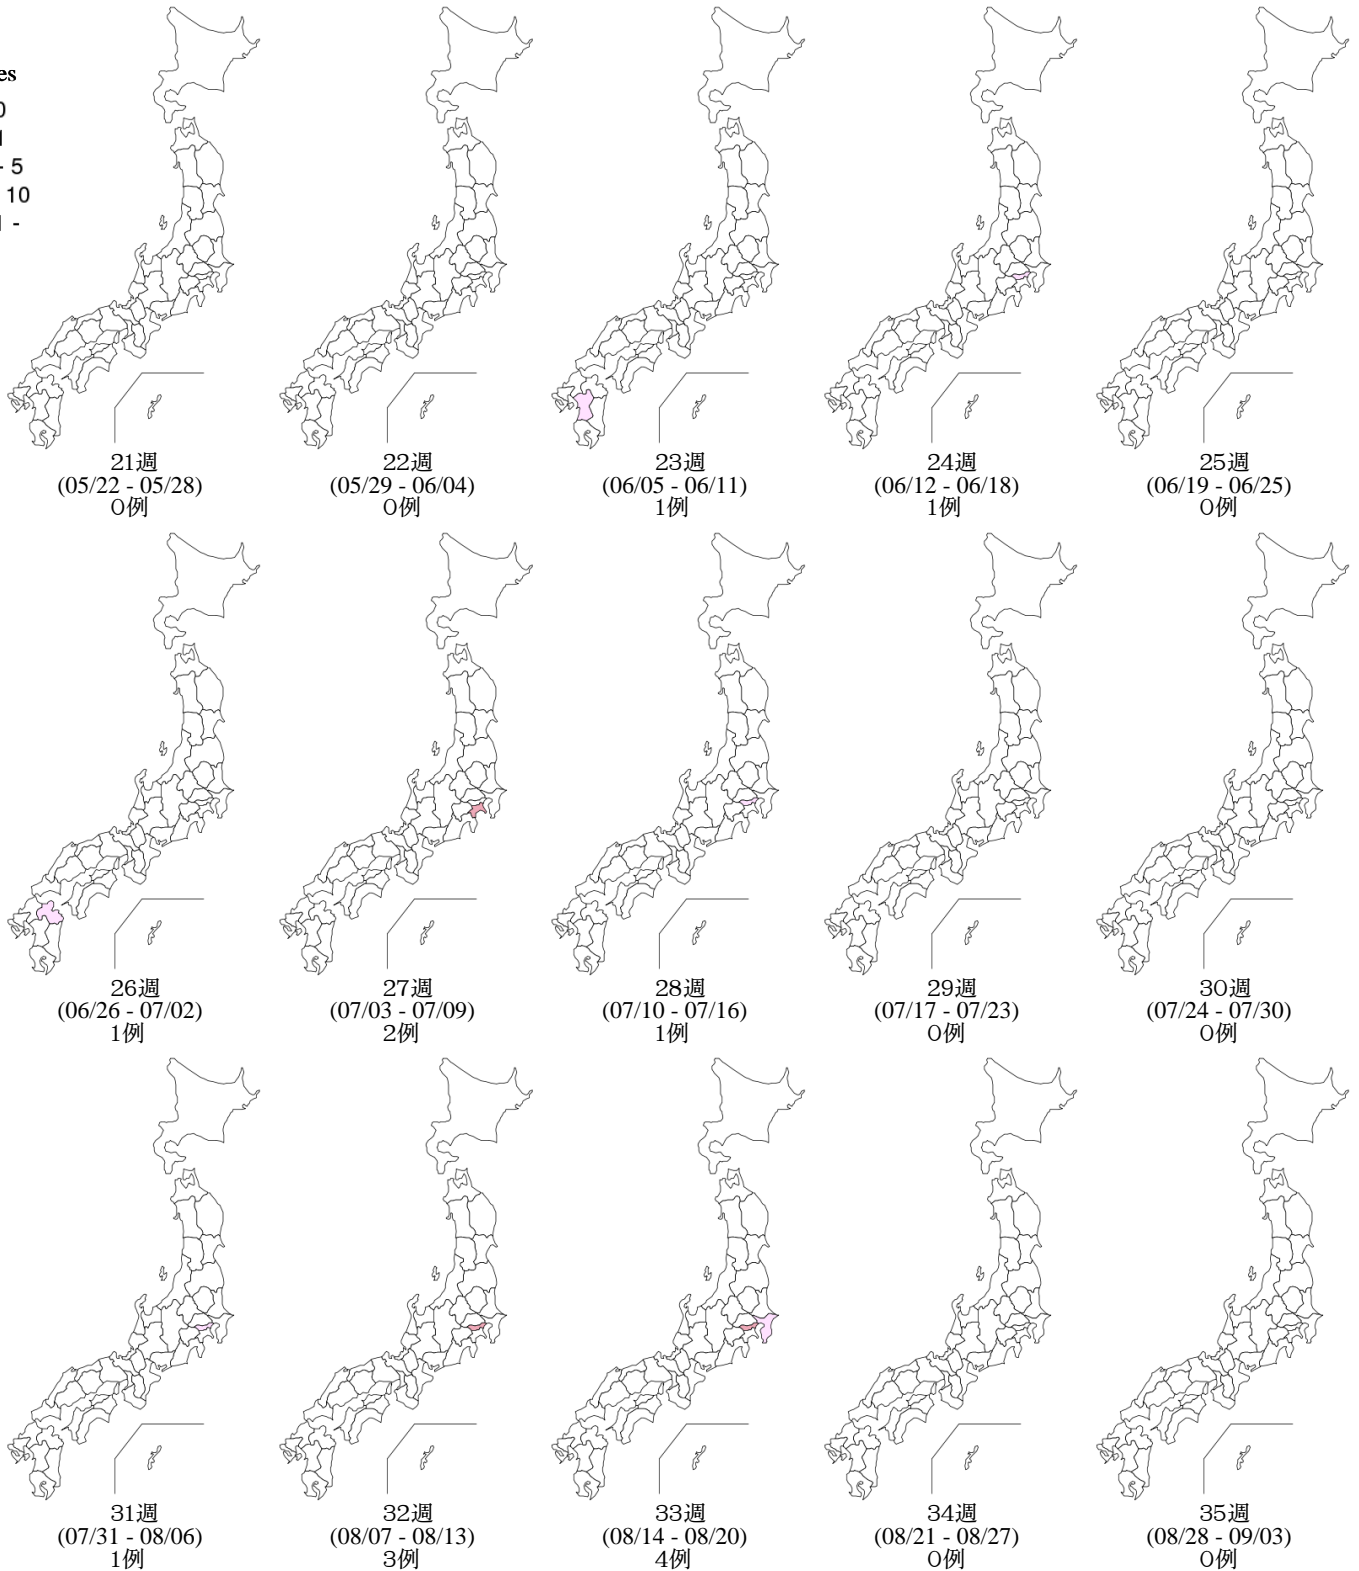 es
0
- 5
10
-
21週
(05/22 - 05/28)
0例
22週
(05/29 - 06/04)
0例
23週
(06/05 - 06/11)
1例
24週
(06/12 - 06/18)
1例
25週
(06/19 - 06/25)
0例
26週
(06/26 - 07/02)
1例
27週
(07/03 - 07/09)
2例
28週
(07/10 - 07/16)
1例
29週
(07/17 - 07/23)
0例
30週
(07/24 - 07/30)
0例
31週
(07/31 - 08/06)
1例
32週
(08/07 - 08/13)
3例
33週
(08/14 - 08/20)
4例
34週
(08/21 - 08/27)
0例
35週
(08/28 - 09/03)
0例